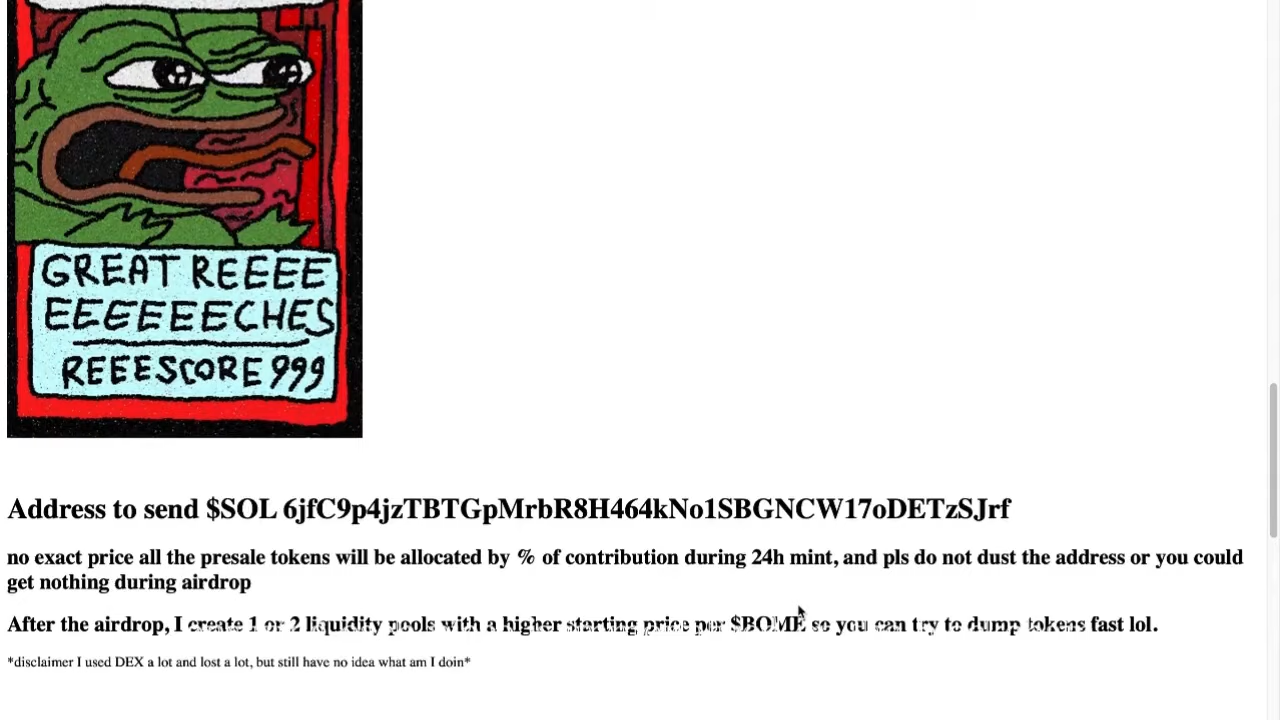 GREAT REEEE
EEEEEECHES
REEESCORE 999
Address to send $SOL 6jfC9p4jzTBTGpMrbR8H464kNo1SBGNCW17oDETzSJrf
no exact price all the presale tokens will be allocated by % of contribution during 24h mint, and pls do not dust the address or you could
get nothing during airdrop
After the airdrop, I create 1 or 2 liquidity pools with a higher starting price per $BOME so you can try to dump tokens fast lol.
*disclaimer I used DEX a lot and lost a lot, but still have no idea what am I doin*